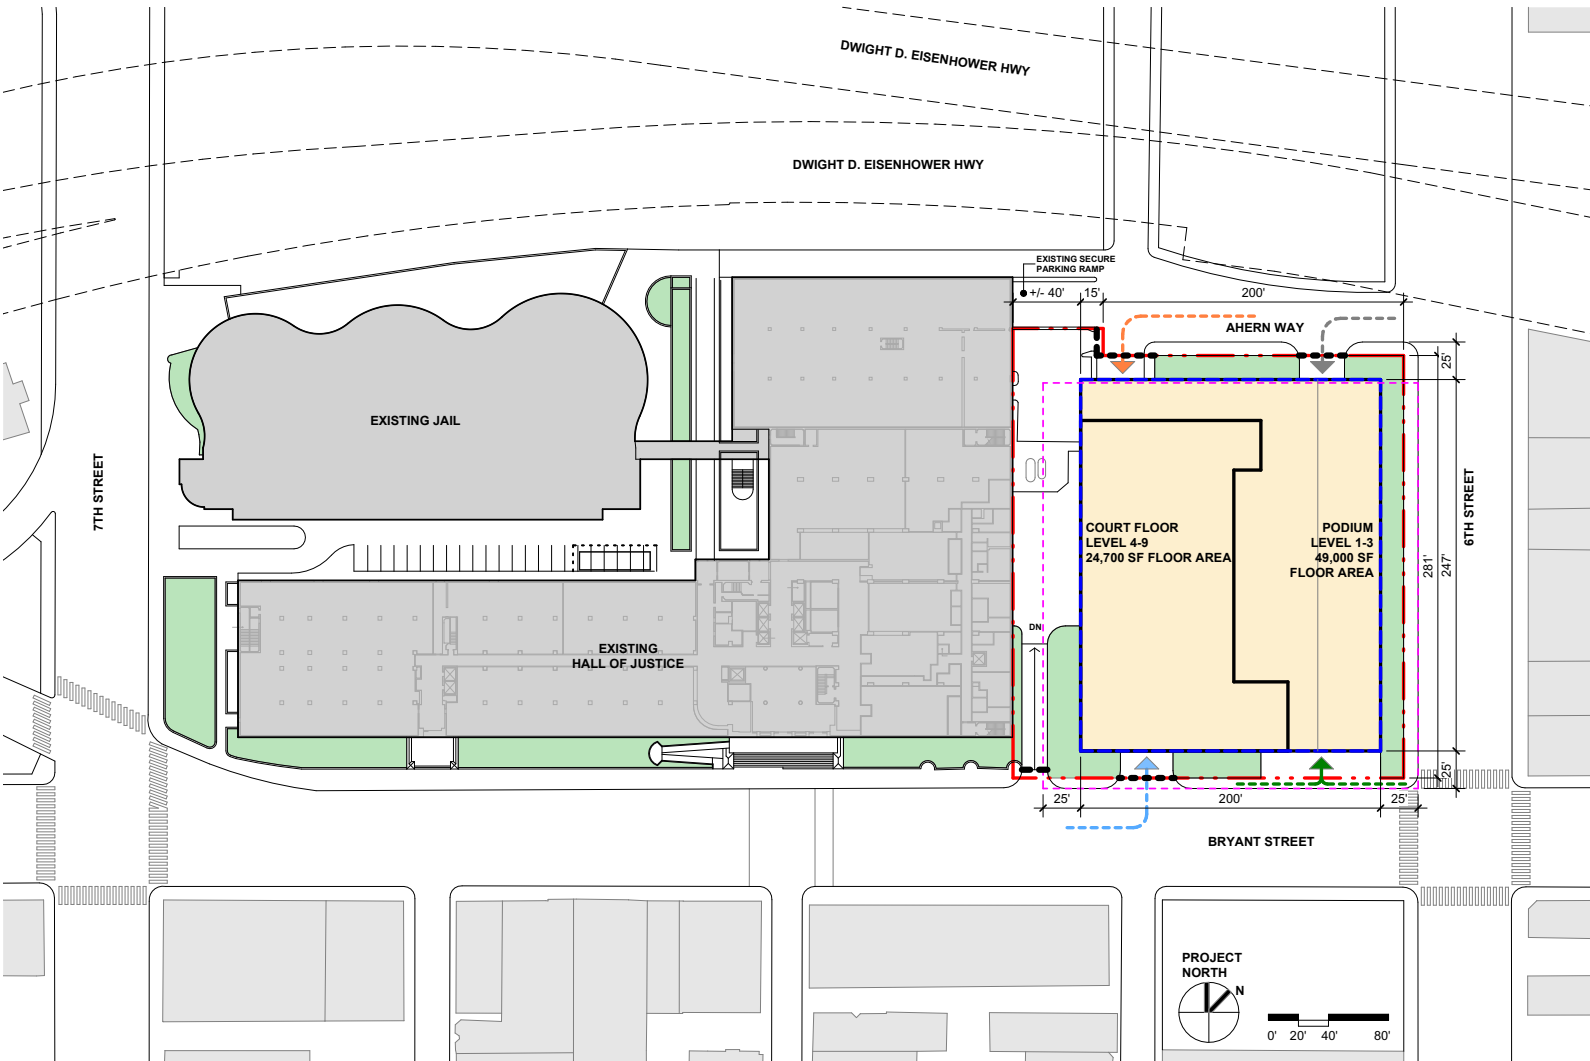 DWIGHT D. EISENHOWER HWY
DWIGHT D. EISENHOWER HWY
EXISTING SECURE
PARKING RAMP
+/- 40'
15'
200'
AHERN WAY
25'
EXISTING JAIL
7TH STREET
6TH STREET
COURT FLOOR
LEVEL 4-9
24,700 SF FLOOR AREA
PODIUM
LEVEL 1-3
49,000 SF
FLOOR AREA
281'
247'
DN
EXISTING
HALL OF JUSTICE
25'
25'
200'
25'
BRYANT STREET
PROJECT
NORTH
N
0' 20' 40' 80'